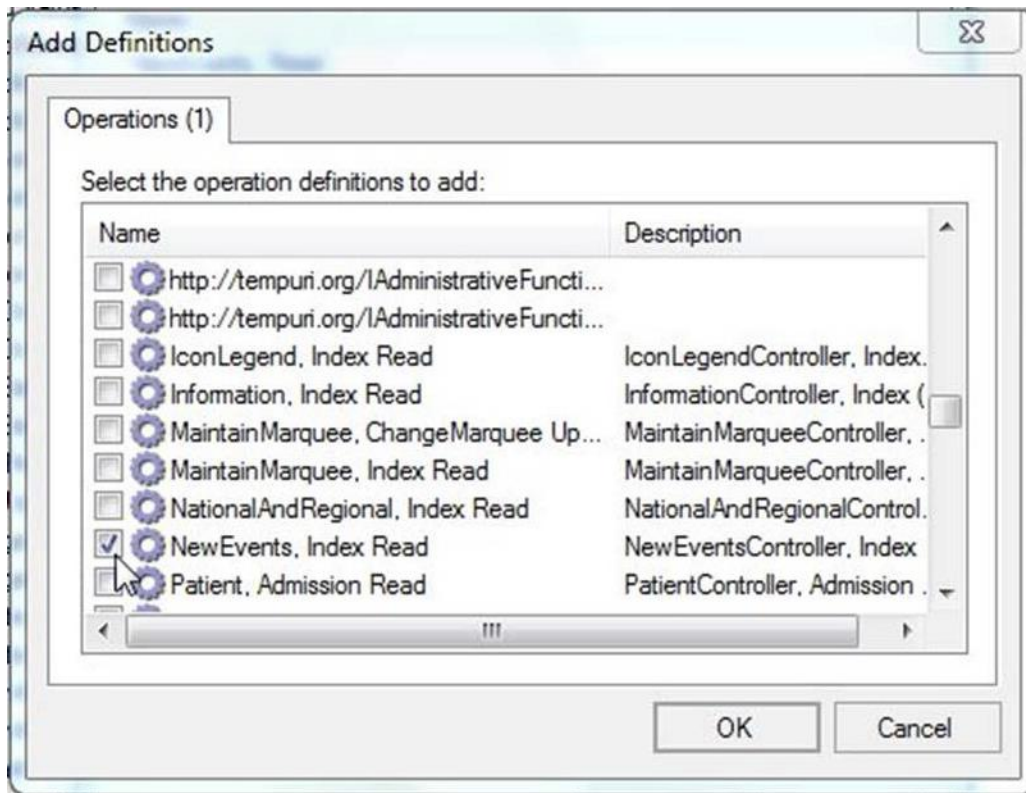 Add Definitions
Operations (1)
Select the operation definitions to add:
Name Description
http://tempuri.org/IAdministrativeFuncti...
http://tempuri.org/IAdministrativeFuncti...
IconLegend, Index Read IconLegendController, Index.
Information, Index Read InformationController, Index (
MaintainMarquee, ChangeMarquee Up... MaintainMarqueeController, .
MaintainMarquee, Index Read MaintainMarqueeController, .
NationalAndRegional, Index Read NationalAndRegionalControl.
NewEvents, Index Read NewEventsController, Index
Patient, Admission Read PatientController, Admission .
OK Cancel